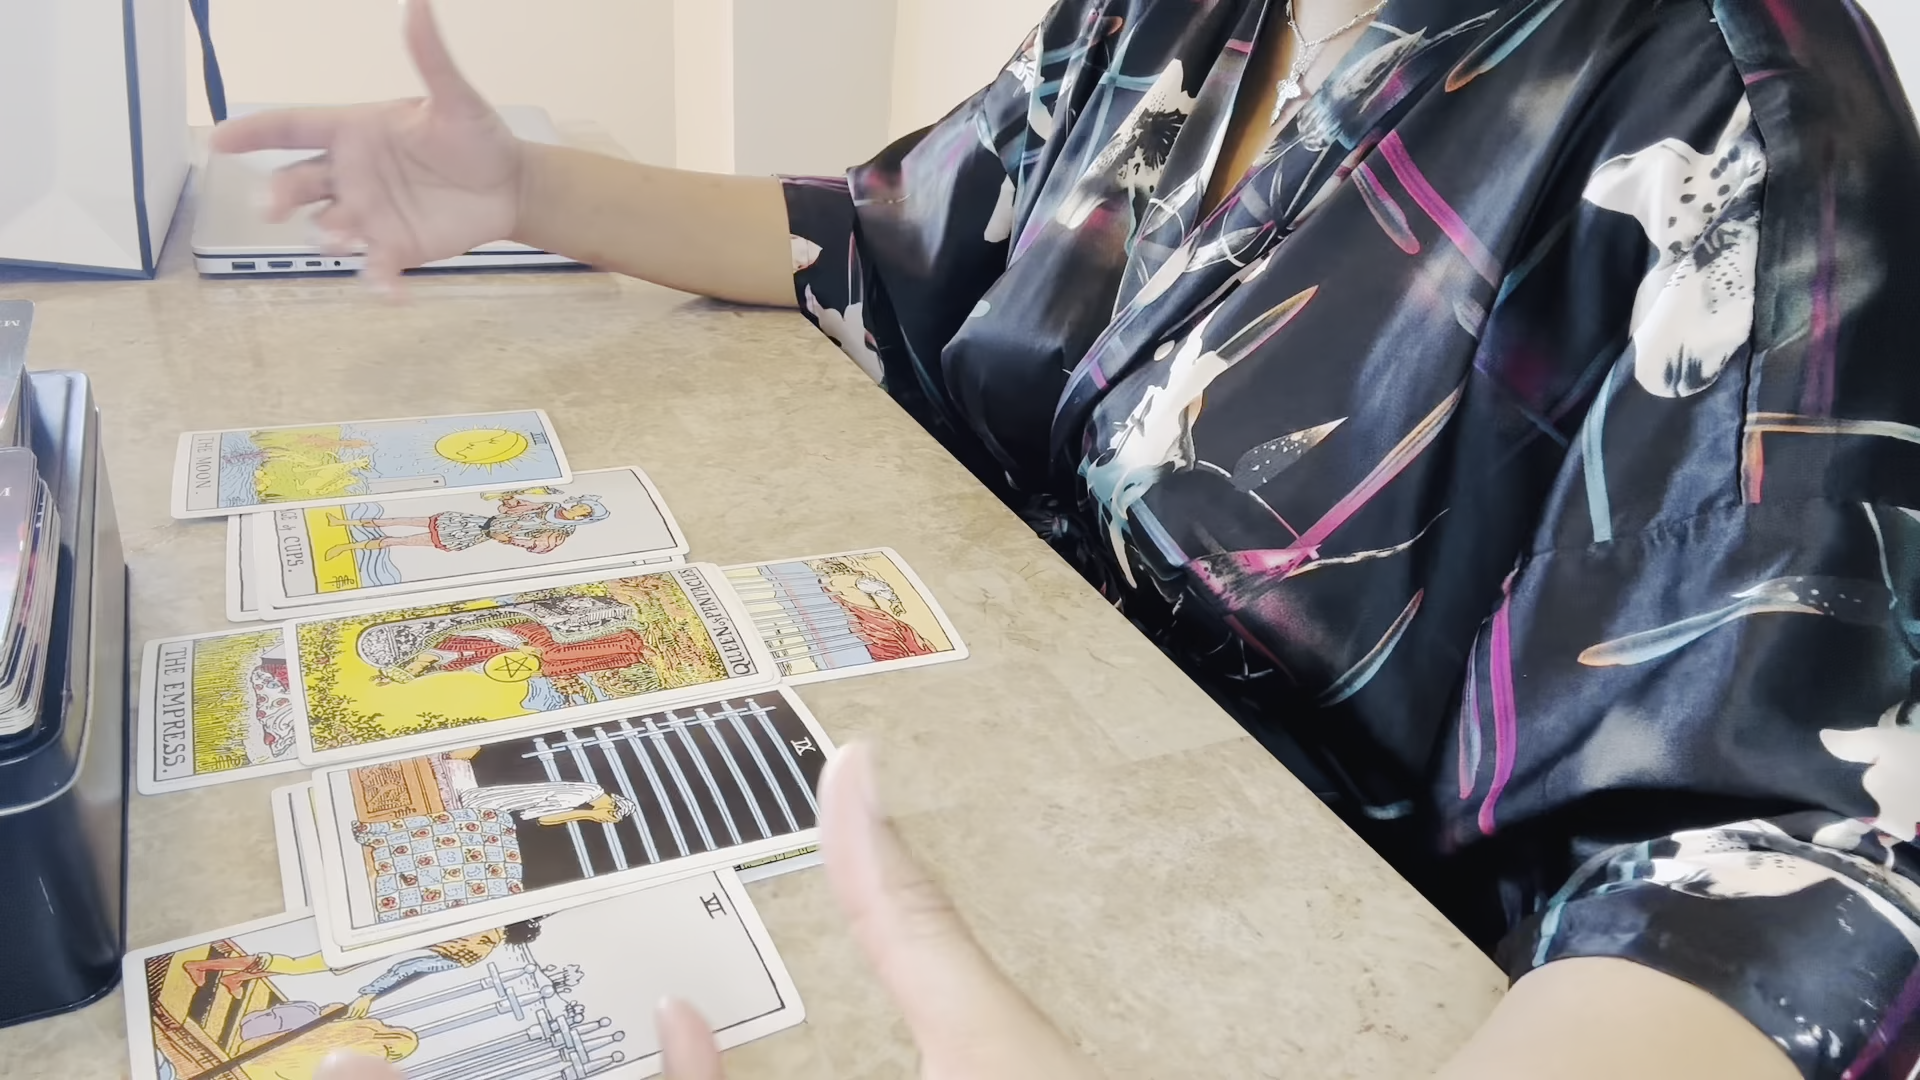 THE MOON.
OF CUPS.
QUEEN of PENTACLES
THE EMPRESS.
IX
VI